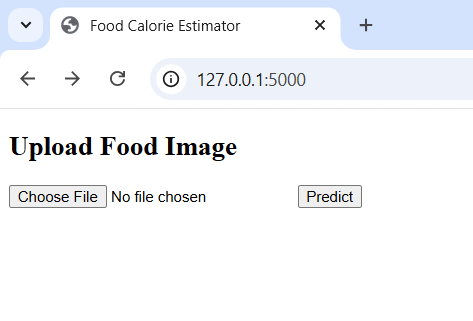 Food Calorie Estimator
127.0.0.1:5000
Upload Food Image
Choose File No file chosen Predict